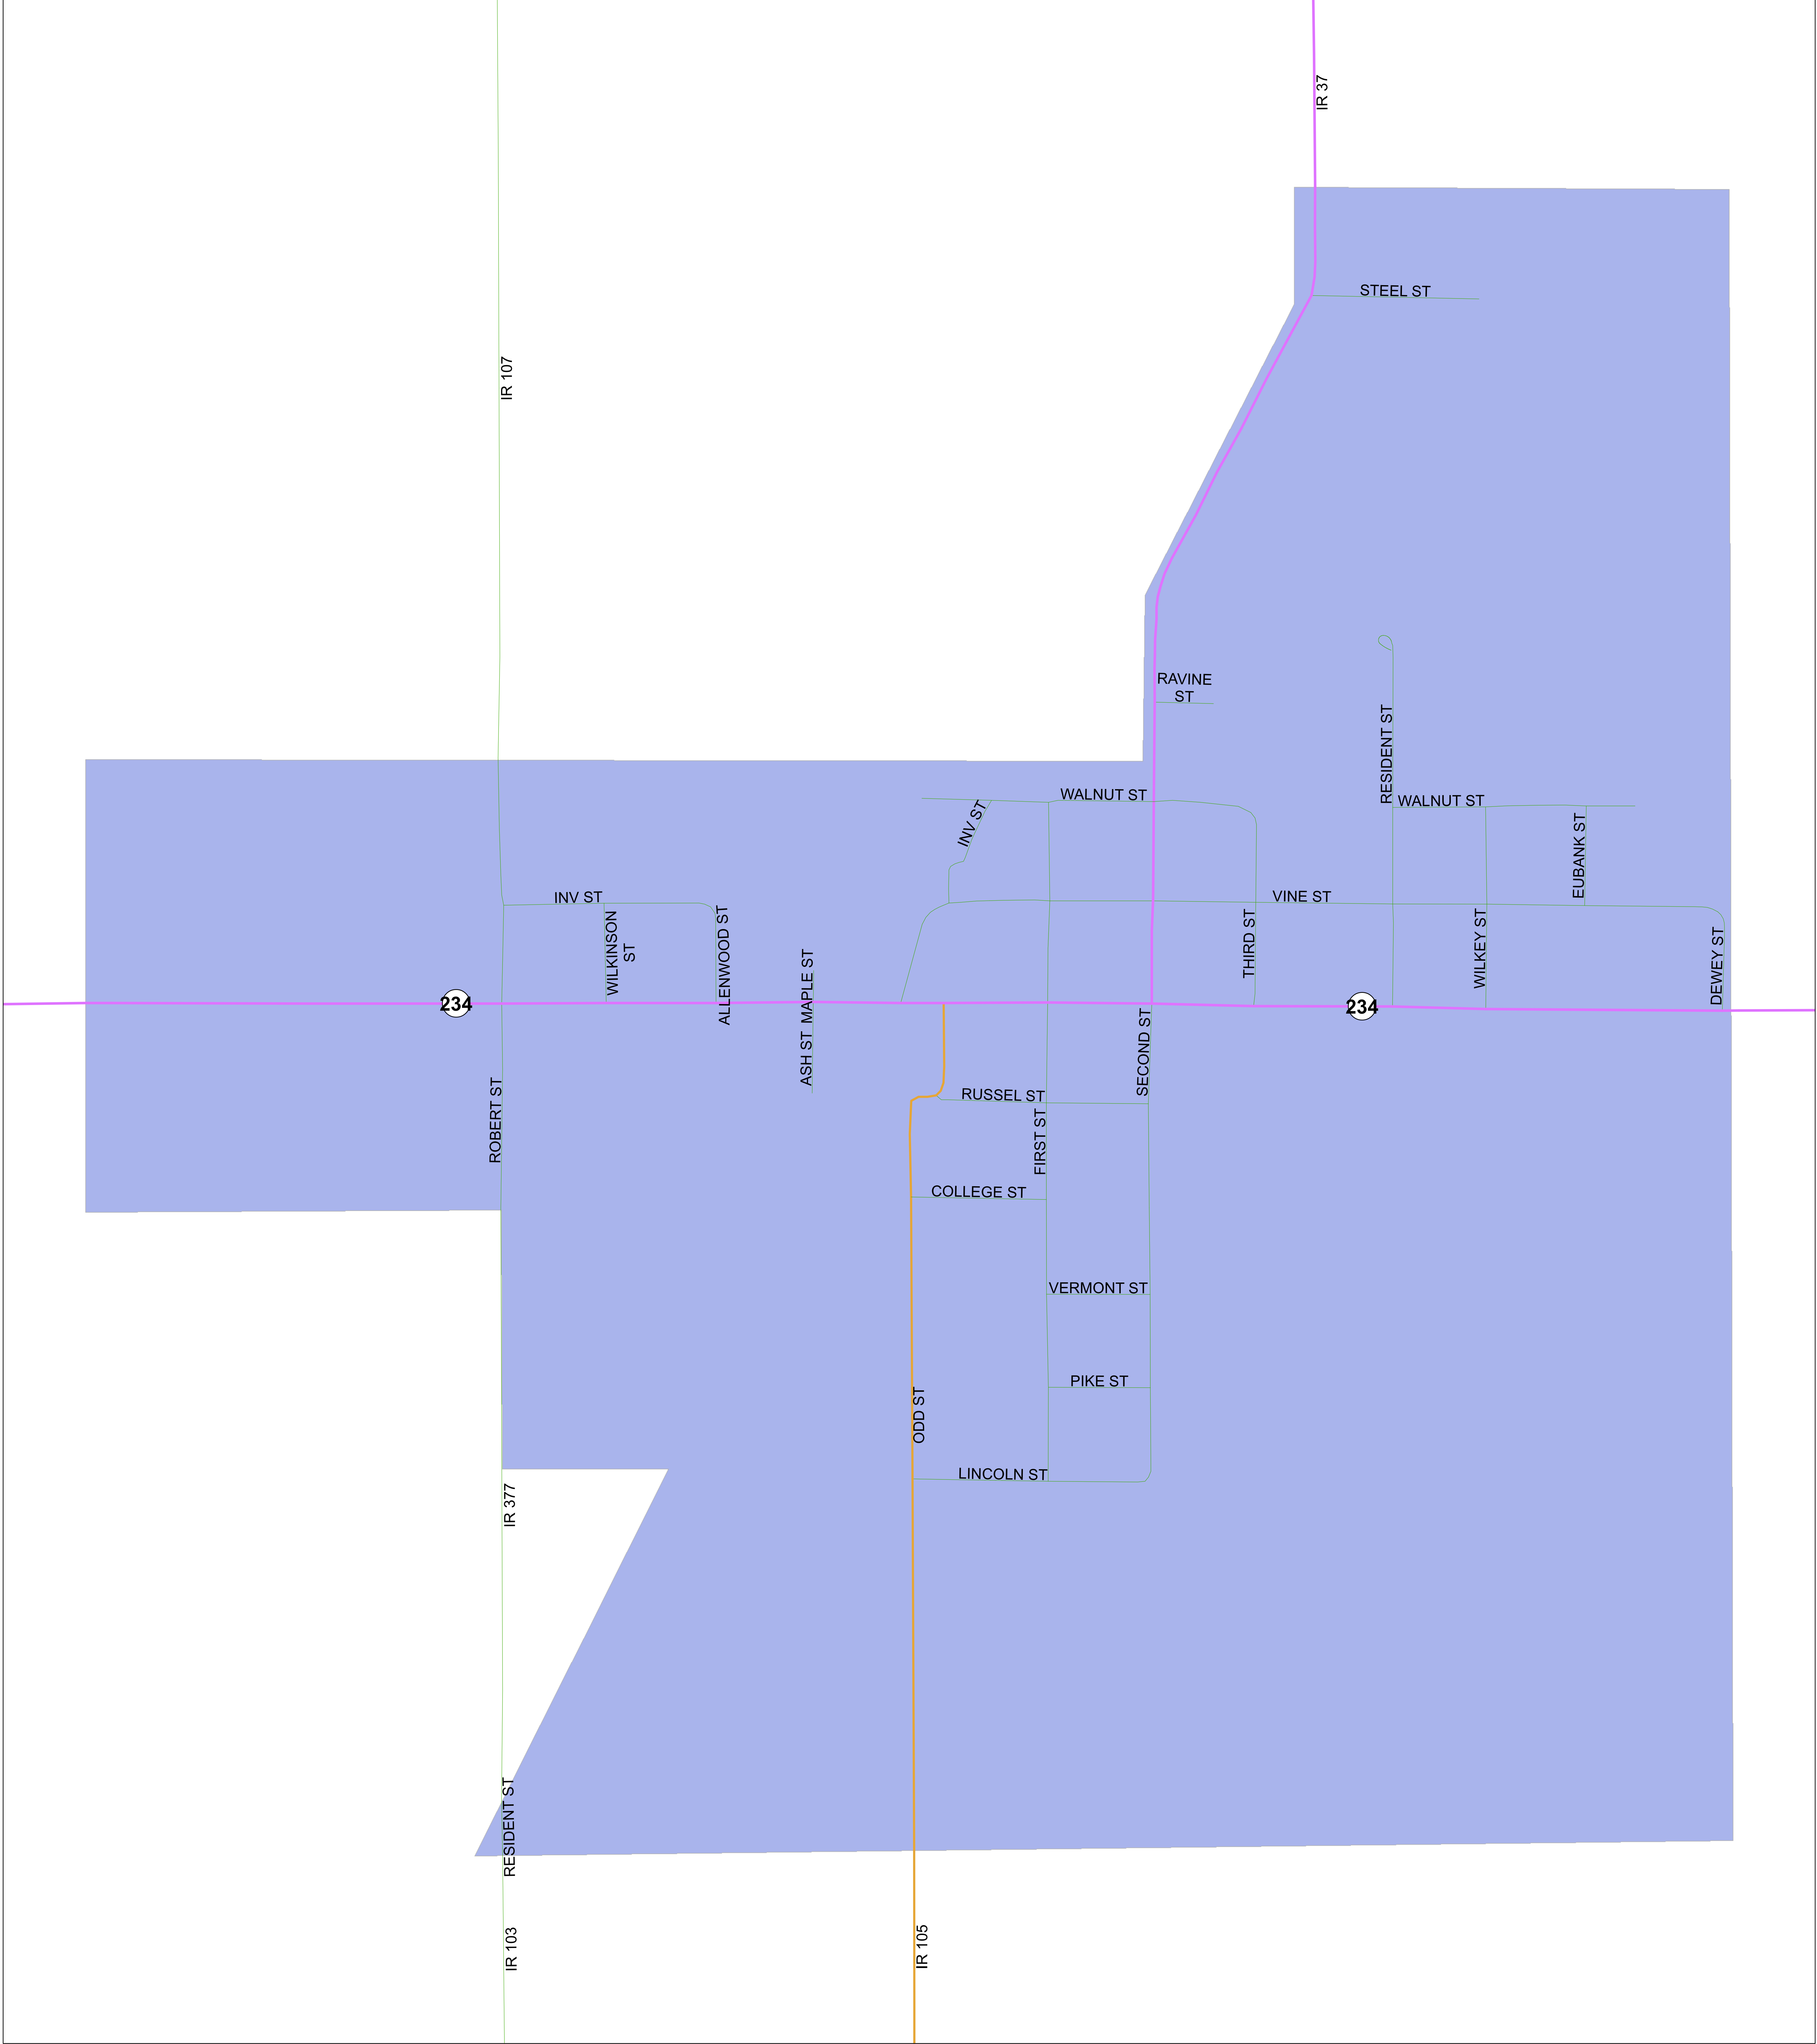 IR 37
STEEL ST
IR 107
RAVINE
ST
RESIDENT ST
WALNUT ST
WALNUT ST
INV ST
EUBANK ST
INV ST
VINE ST
WILKINSON
ST
ALLENWOOD ST
THIRD ST
WILKEY ST
DEWEY ST
MAPLE ST
234
234
ASH ST
SECOND ST
ROBERT ST
RUSSEL ST
FIRST ST
COLLEGE ST
VERMONT ST
PIKE ST
ODD ST
LINCOLN ST
IR 377
RESIDENT ST
IR 103
IR 105